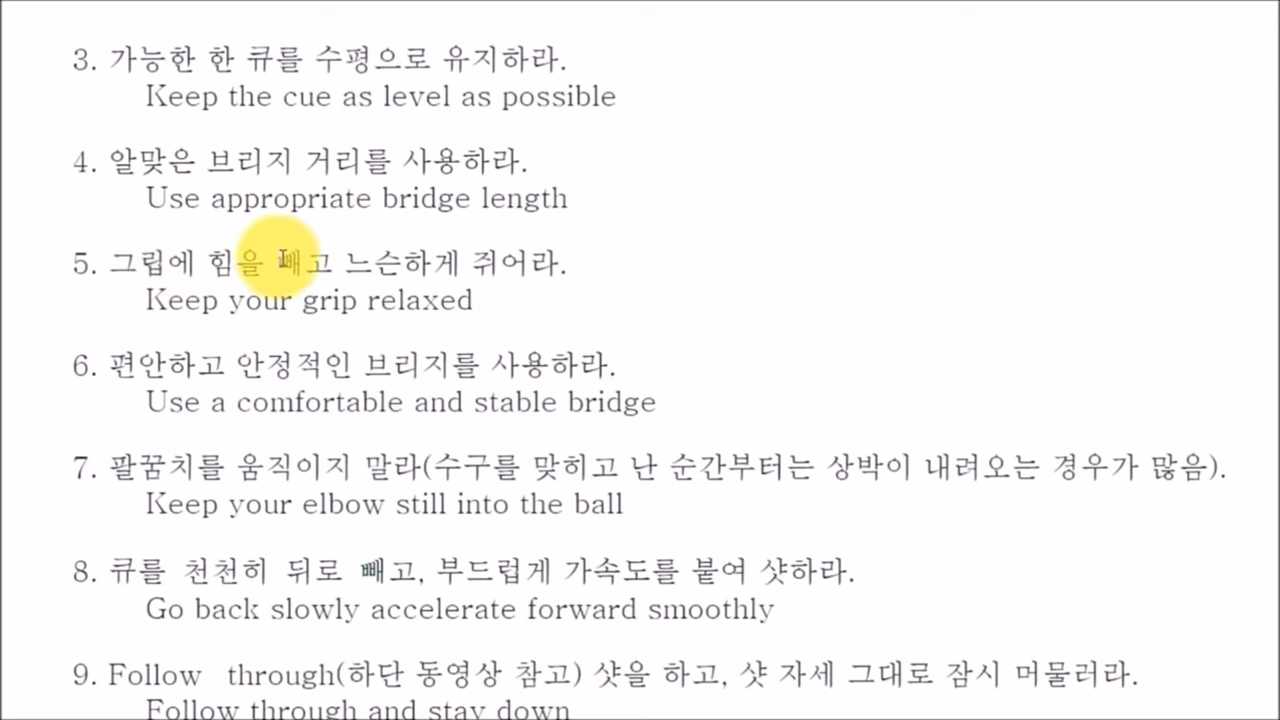 3. 가능한 한 큐를 수평으로 유지하라.
Keep the cue as level as possible
4. 알맞은 브리지 거리를 사용하라.
Use appropriate bridge length
5. 그립에 힘을 빼고 느슨하게 쥐어라.
Keep your grip relaxed
6. 편안하고 안정적인 브리지를 사용하라.
Use a comfortable and stable bridge
7. 팔꿈치를 움직이지 말라(수구를 맞히고 난 순간부터는 상박이 내려오는 경우가 많음).
Keep your elbow still into the ball
8. 큐를 천천히 뒤로 빼고, 부드럽게 가속도를 붙여 샷하라.
Go back slowly accelerate forward smoothly
9. Follow through(하단 동영상 참고) 샷을 하고, 샷 자세 그대로 잠시 머물러라.
Follow through and stay down